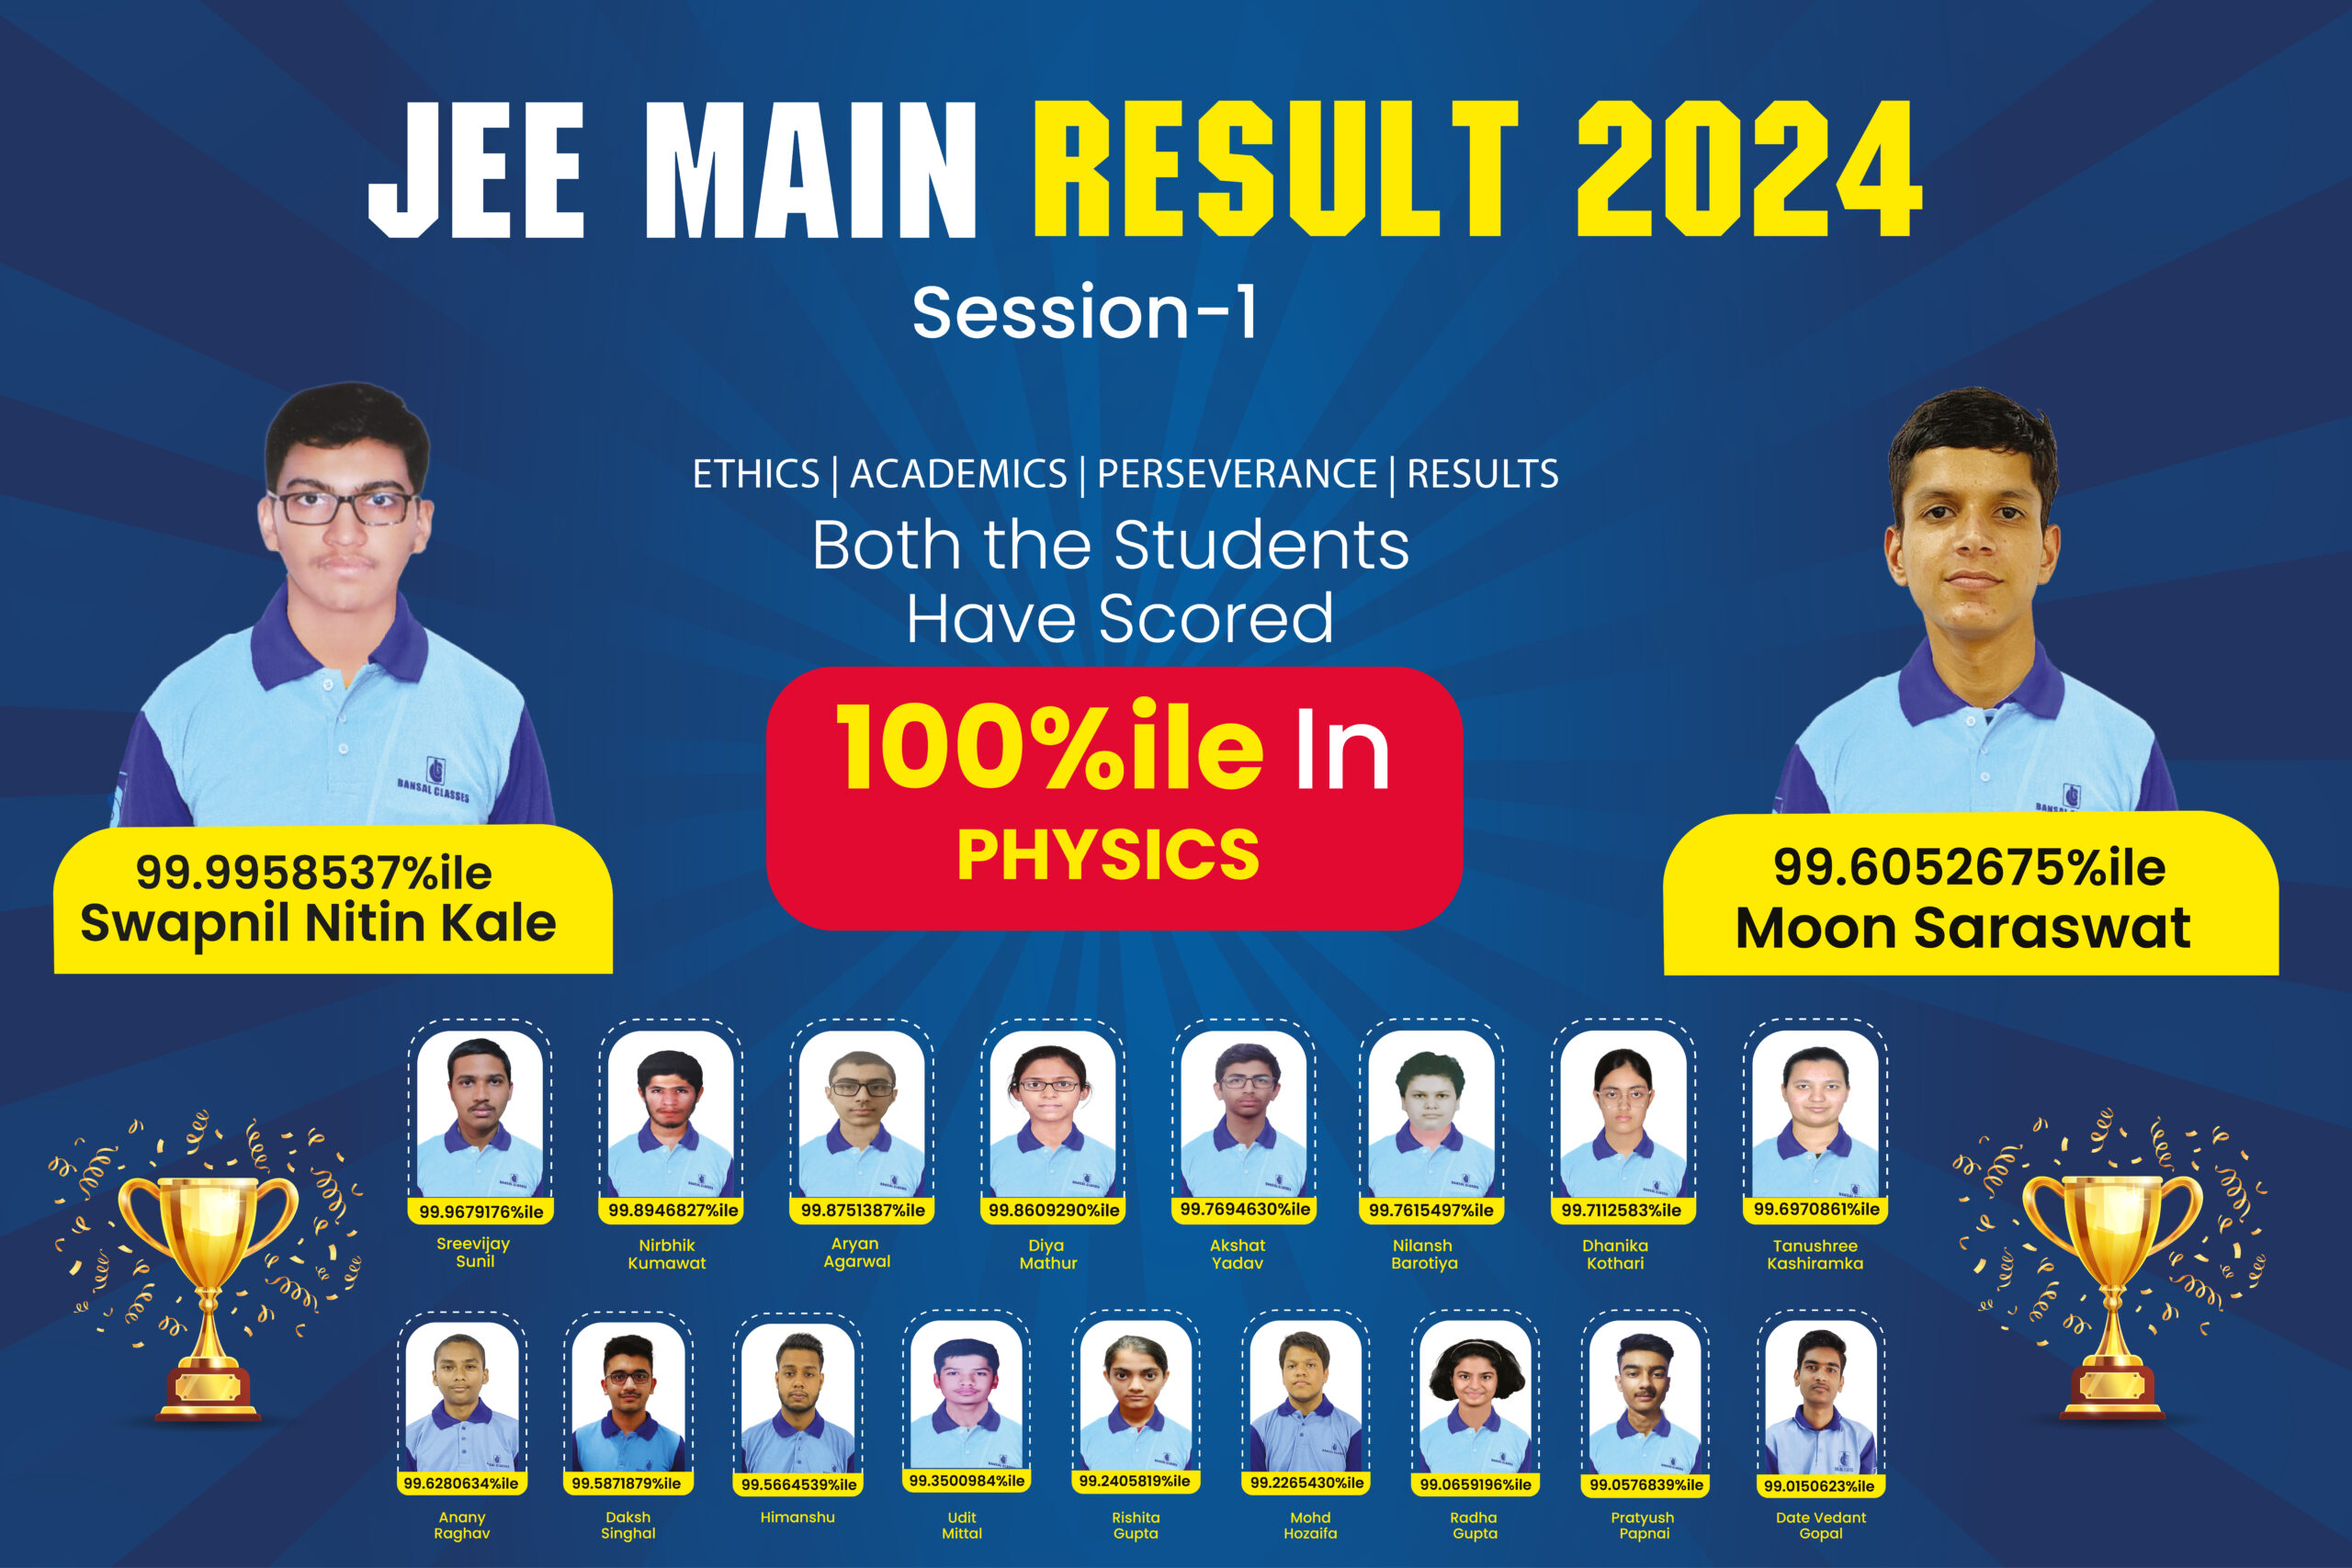 JEE MAIN RESULT 2024
Session-1
ETHICS | ACADEMICS | PERSEVERANCE | RESULTS
Both the Students
Have Scored
100%ile In
PHYSICS
BANSAL CLASSES
99.9958537%ile
Swapnil Nitin Kale
99.6052675%ile
Moon Saraswat
99.9679176%ile
Sreevijay
Sunil
99.8946827%ile
Nirbhik
Kumawat
99.8751387%ile
Aryan
Agarwal
99.8609290%ile
Diya
Mathur
99.7694630%ile
Akshat
Yadav
99.7615497%ile
Nilansh
Barotiya
99.7112583%ile
Dhanika
Kothari
99.6970861%ile
Tanushree
Kashiramka
99.6280634%ile
Anany
Raghav
99.5871879%ile
Daksh
Singhal
99.5664539%ile
Himanshu
99.3500984%ile
Udit
Mittal
99.2405819%ile
Rishita
Gupta
99.2265430%ile
Mohd
Hozaifa
99.0659196%ile
Radha
Gupta
99.0576839%ile
Pratyush
Papnai
99.0150623%ile
Date Vedant
Gopal